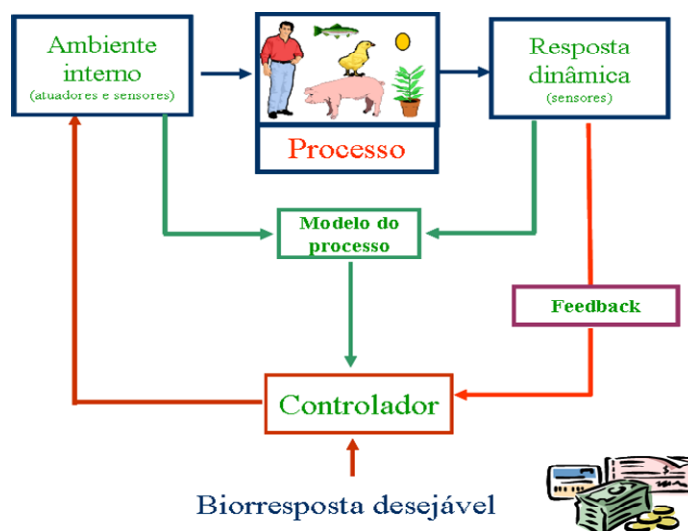 Ambiente
interno
(atuadores e sensores)
Processo
Resposta
dinâmica
(sensores)
Modelo do
processo
Feedback
Controlador
Biorresposta desejável